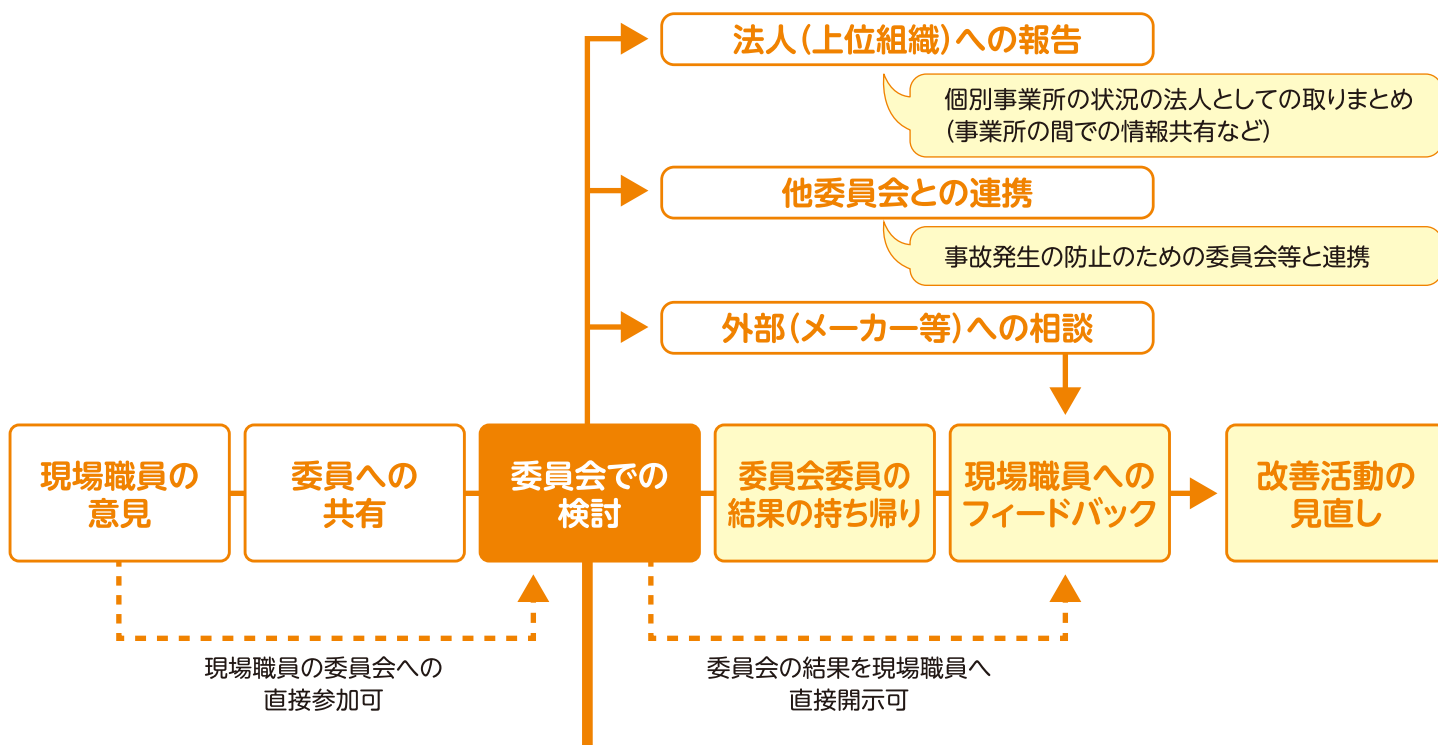 法人（上位組織）への報告
個別事業所の状況の法人としての取りまとめ
（事業所の間での情報共有など）
他委員会との連携
事故発生の防止のための委員会等と連携
外部（メーカー等）への相談
現場職員の
意見
委員への
共有
委員会での
検討
委員会委員の
結果の持ち帰り
現場職員への
フィードバック
改善活動の
見直し
現場職員の委員会への
直接参加可
委員会の結果を現場職員へ
直接開示可